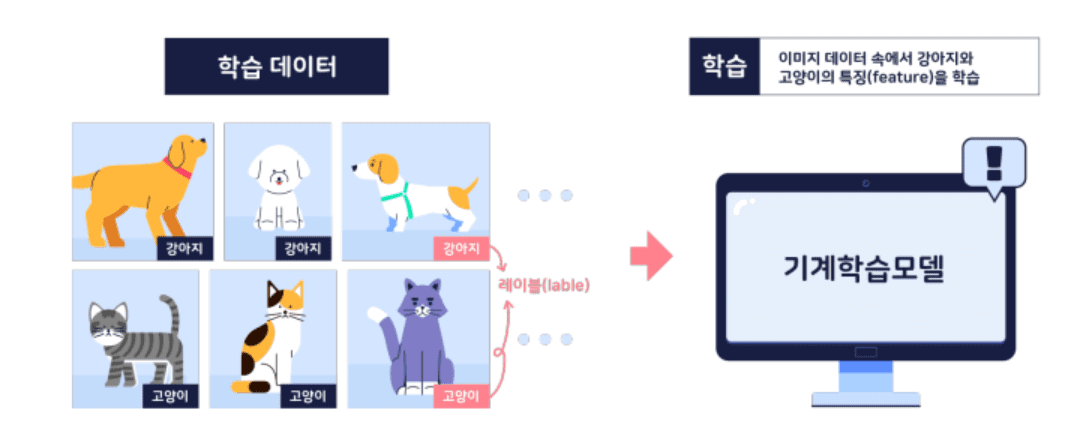 학습 데이터
학습
이미지 데이터 속에서 강아지와
고양이의 특징(feature)을 학습
강아지
강아지
강아지
레이블(lable)
고양이
고양이
고양이
기계학습모델
!